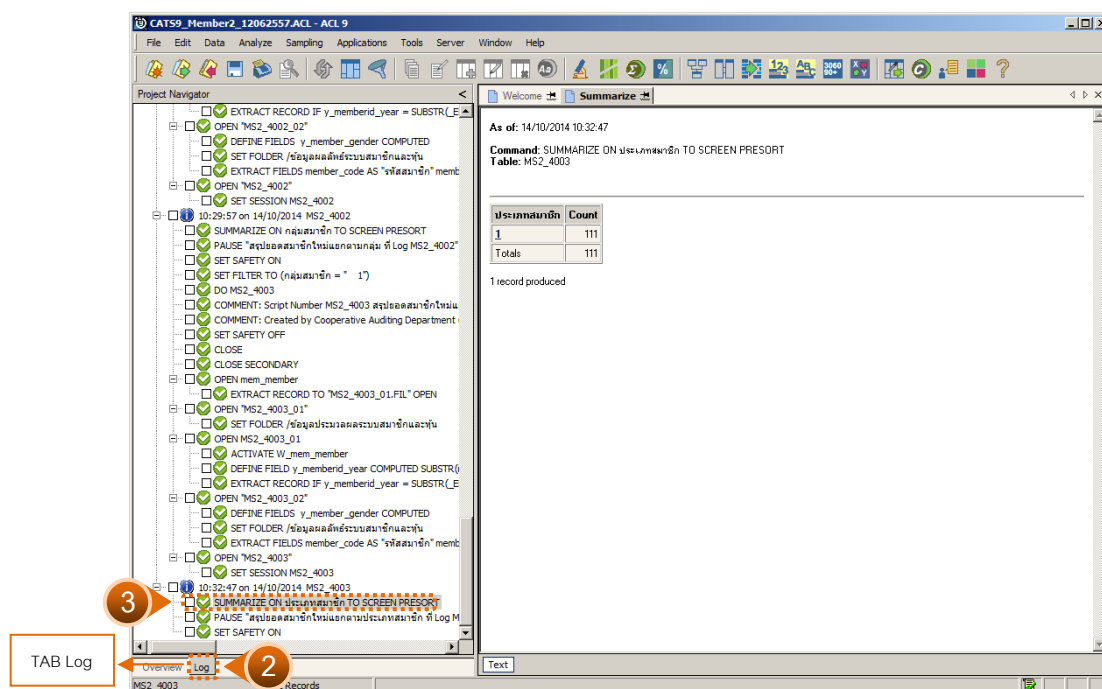 CATS9_Member2_12062557.ACL - ACL 9
File Edit Data Analyze Sampling Applications Tools Server Window Help
Project Navigator <
EXTRACT RECORD IF y_memberid_year = SUBSTR(_E
OPEN "MS2_4002_02"
DEFINE FIELDS y_member_gender COMPUTED
SET FOLDER /ข้อมูลผลลัพธ์ระบบสมาชิกและหุ้น
EXTRACT FIELDS member_code AS "รหัสสมาชิก" memb
OPEN "MS2_4002"
SET SESSION MS2_4002
10:29:57 on 14/10/2014 MS2_4002
SUMMARIZE ON กลุ่มสมาชิก TO SCREEN PRESORT
PAUSE "สรุปยอดสมาชิกใหม่แยกตามกลุ่ม ที่ Log MS2_4002"
SET SAFETY ON
SET FILTER TO (กลุ่มสมาชิก = " 1")
DO MS2_4003
COMMENT: Script Number MS2_4003 สรุปยอดสมาชิกใหม่แ
COMMENT: Created by Cooperative Auditing Department
SET SAFETY OFF
CLOSE
CLOSE SECONDARY
OPEN mem_member
EXTRACT RECORD TO "MS2_4003_01.FIL" OPEN
OPEN "MS2_4003_01"
SET FOLDER /ข้อมูลประมวลผลระบบสมาชิกและหุ้น
OPEN MS2_4003_01
ACTIVATE W_mem_member
DEFINE FIELD y_memberid_year COMPUTED SUBSTR(
EXTRACT RECORD IF y_memberid_year = SUBSTR(_E
OPEN "MS2_4003_02"
DEFINE FIELDS y_member_gender COMPUTED
SET FOLDER /ข้อมูลผลลัพธ์ระบบสมาชิกและหุ้น
EXTRACT FIELDS member_code AS "รหัสสมาชิก" memb
OPEN "MS2_4003"
SET SESSION MS2_4003
10:32:47 on 14/10/2014 MS2_4003
3 SUMMARIZE ON ประเภทสมาชิก TO SCREEN PRESORT
PAUSE "สรุปยอดสมาชิกใหม่แยกตามประเภทสมาชิก ที่ Log M
SET SAFETY ON
TAB Log
Overview Log
2
MS2_4003 Records
Welcome Summarize
As of: 14/10/2014 10:32:47
Command: SUMMARIZE ON ประเภทสมาชิก TO SCREEN PRESORT
Table: MS2_4003
ประเภทสมาชิก Count
1 111
Totals 111
1 record produced
Text